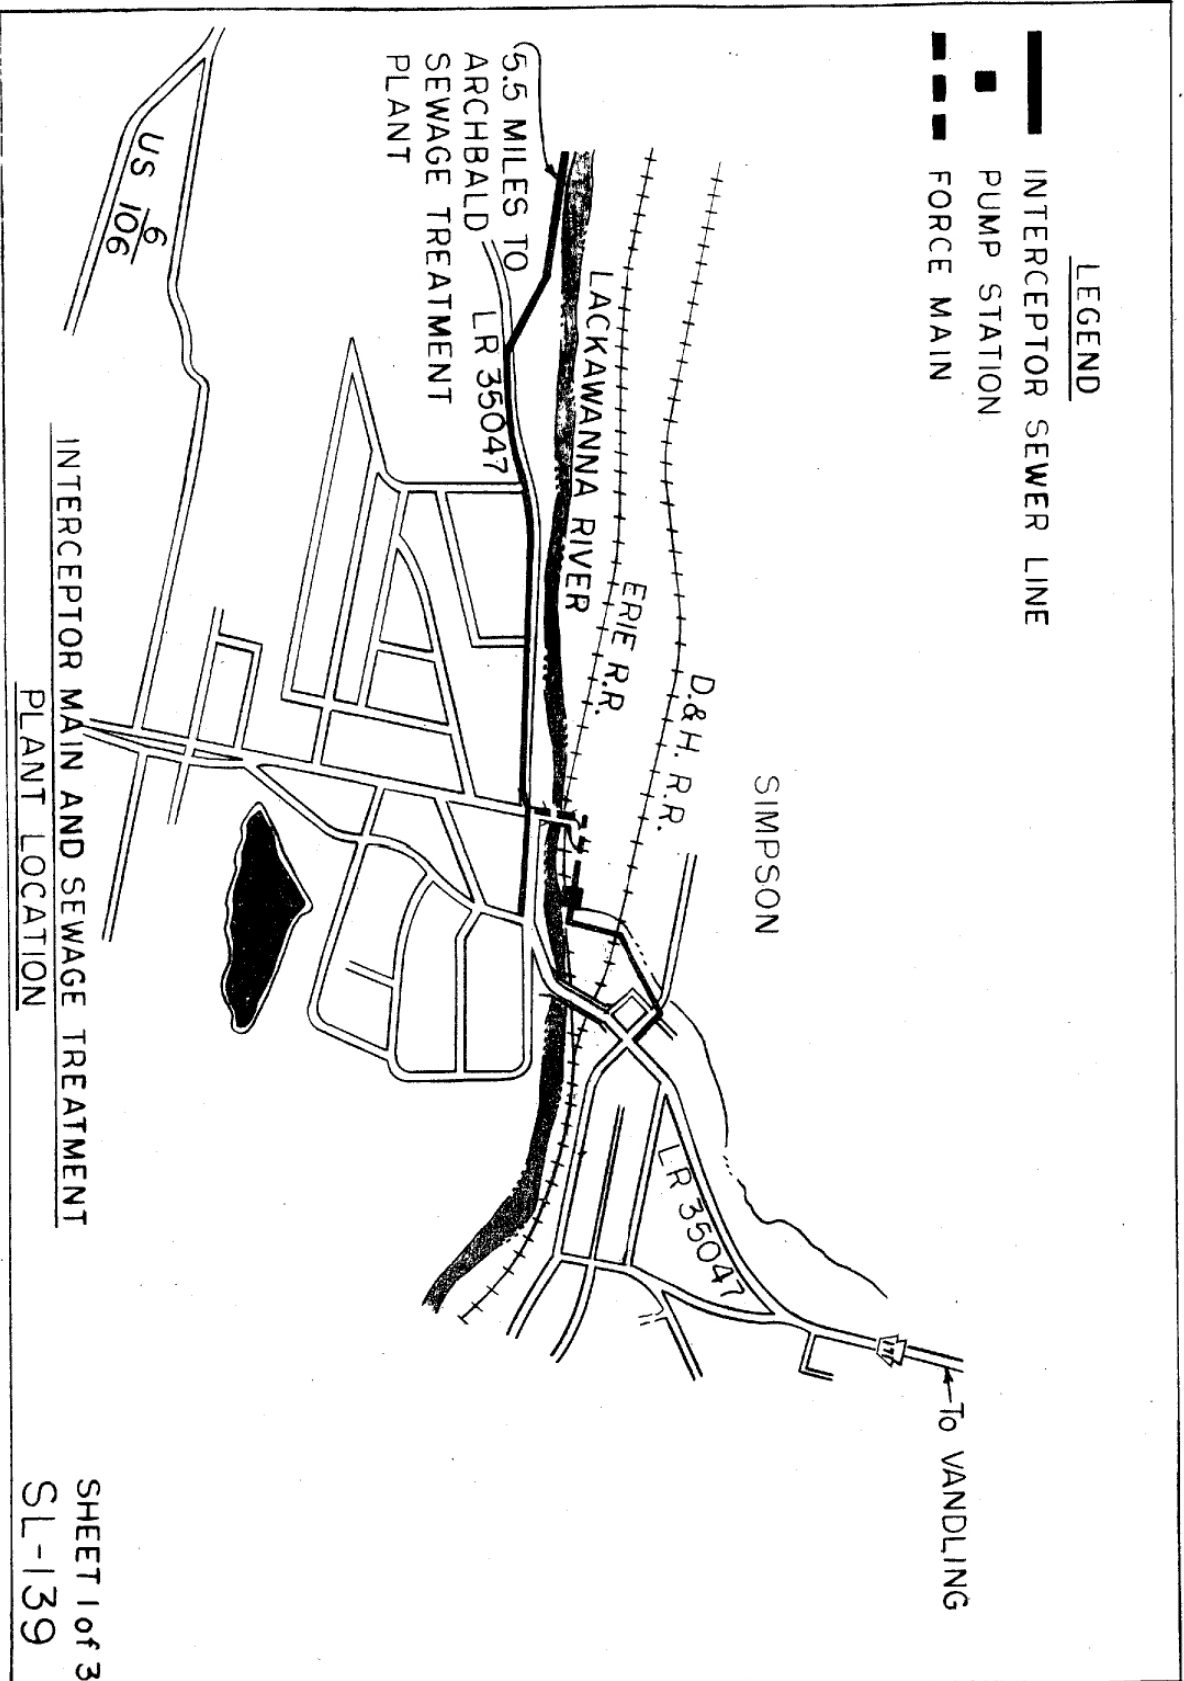 LEGEND
INTERCEPTOR SEWER LINE
PUMP STATION
FORCE MAIN
To VANDLING
171
SIMPSON
D.&H. R.R.
LR 35047
ERIE R.R.
LACKAWANNA RIVER
5.5 MILES TO
ARCHBALD
SEWAGE TREATMENT
PLANT
LR 35047
US 6
106
INTERCEPTOR MAIN AND SEWAGE TREATMENT
PLANT LOCATION
SHEET 1 of 3
SL-139